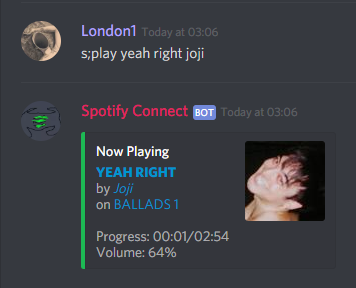 London1 Today at 03:06
s;play yeah right joji
Spotify Connect BOT Today at 03:06
Now Playing
YEAH RIGHT
by Joji
on BALLADS 1
Progress: 00:01/02:54
Volume: 64%